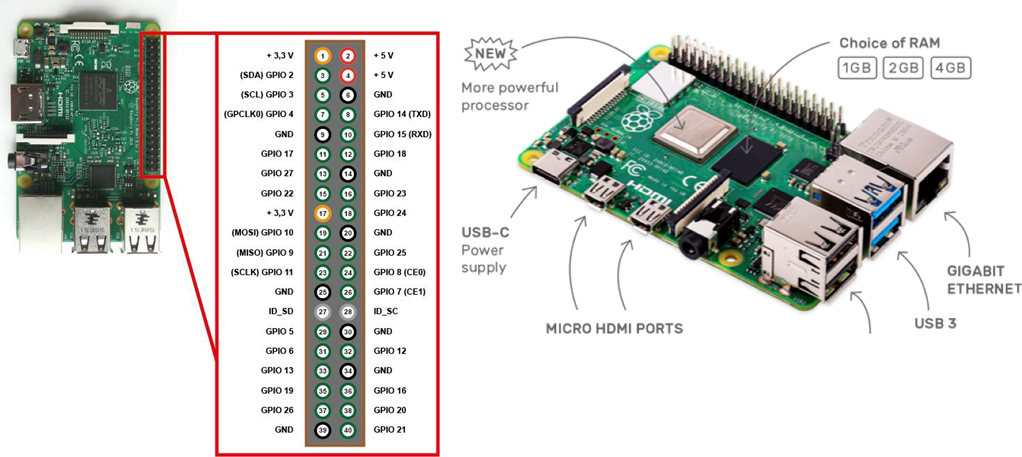 + 3,3 V 1 2 + 5 V
(SDA) GPIO 2 3 4 + 5 V
(SCL) GPIO 3 5 6 GND
(GPCLK0) GPIO 4 7 8 GPIO 14 (TXD)
GND 9 10 GPIO 15 (RXD)
GPIO 17 11 12 GPIO 18
GPIO 27 13 14 GND
GPIO 22 15 16 GPIO 23
+ 3,3 V 17 18 GPIO 24
(MOSI) GPIO 10 19 20 GND
(MISO) GPIO 9 21 22 GPIO 25
(SCLK) GPIO 11 23 24 GPIO 8 (CE0)
GND 25 26 GPIO 7 (CE1)
ID_SD 27 28 ID_SC
GPIO 5 29 30 GND
GPIO 6 31 32 GPIO 12
GPIO 13 33 34 GND
GPIO 19 35 36 GPIO 16
GPIO 26 37 38 GPIO 20
GND 39 40 GPIO 21
HDMI
NEW
More powerful
processor
Choice of RAM
1GB 2GB 4GB
FC CE
HDMI
USB-C
Power
supply
MICRO HDMI PORTS
USB 3
GIGABIT
ETHERNET